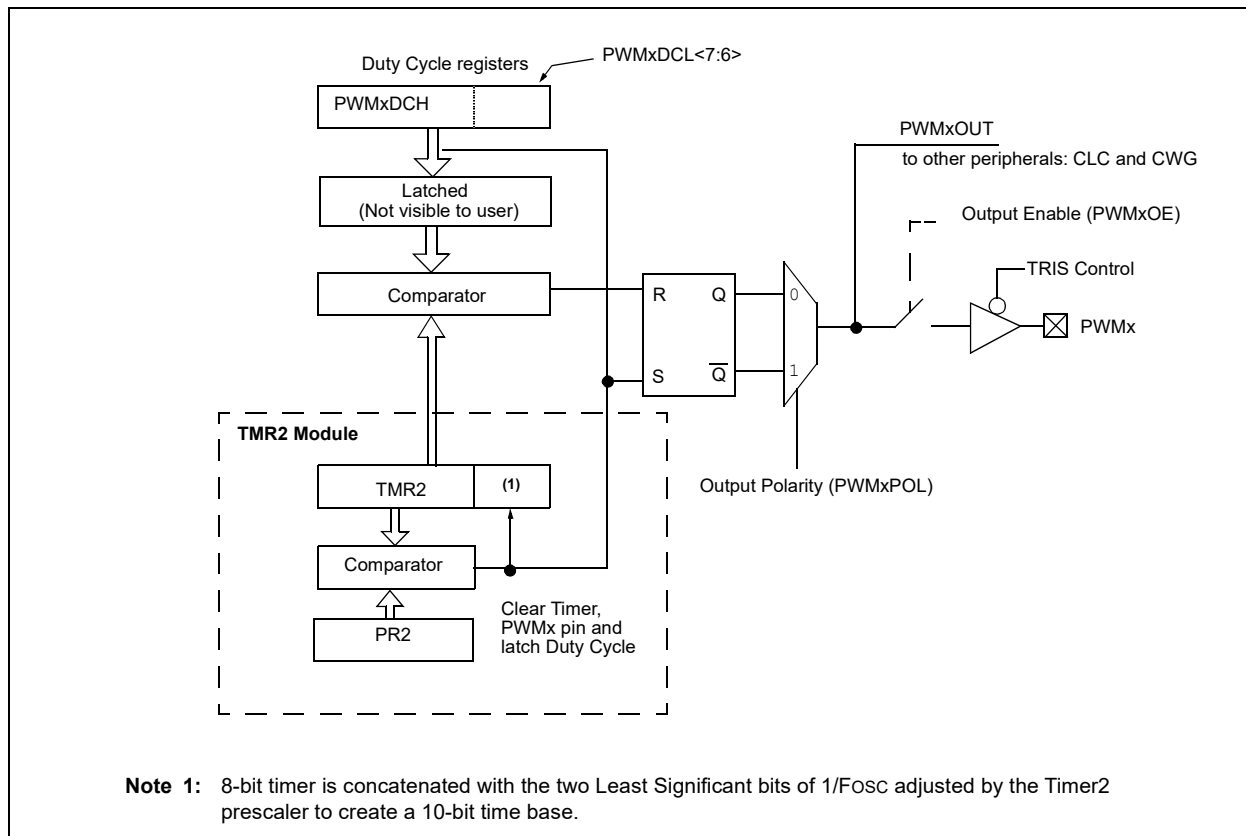 PWMxDCL<7:6>
Duty Cycle registers
PWMxDCH
PWMxOUT
to other peripherals: CLC and CWG
Latched
(Not visible to user)
Output Enable (PWMxOE)
TRIS Control
Comparator
R
Q
0
PWMx
S
Q̅
1
TMR2 Module
Output Polarity (PWMxPOL)
TMR2
(1)
Comparator
Clear Timer,
PWMx pin and
latch Duty Cycle
PR2
Note 1: 8-bit timer is concatenated with the two Least Significant bits of 1/FOSC adjusted by the Timer2
prescaler to create a 10-bit time base.